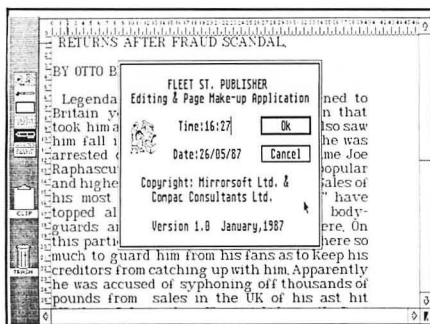 RETURNS AFTER FRAUD SCANDAL.
BY OTTO B
FLEET ST. PUBLISHER
Editing & Page Make-up Application
Time:16:27
Ok
Date:26/05/87
Cancel
Copyright: Mirrorsoft Ltd. &
Compac Consultants Ltd.
Version 1.0 January,1987
Legenda ned to
Britain y n that
took him a lso saw
him fall he was
arrested me Joe
Raphascu opular
and highe Sales of
his most " have
topped al body-
guards a ere. On
this parti here so
much to guard him from his fans as to keep his
creditors from catching up with him. Apparently
he was accused of syphoning off thousands of
pounds from sales in the UK of his ast hit
CLIP
TRASH